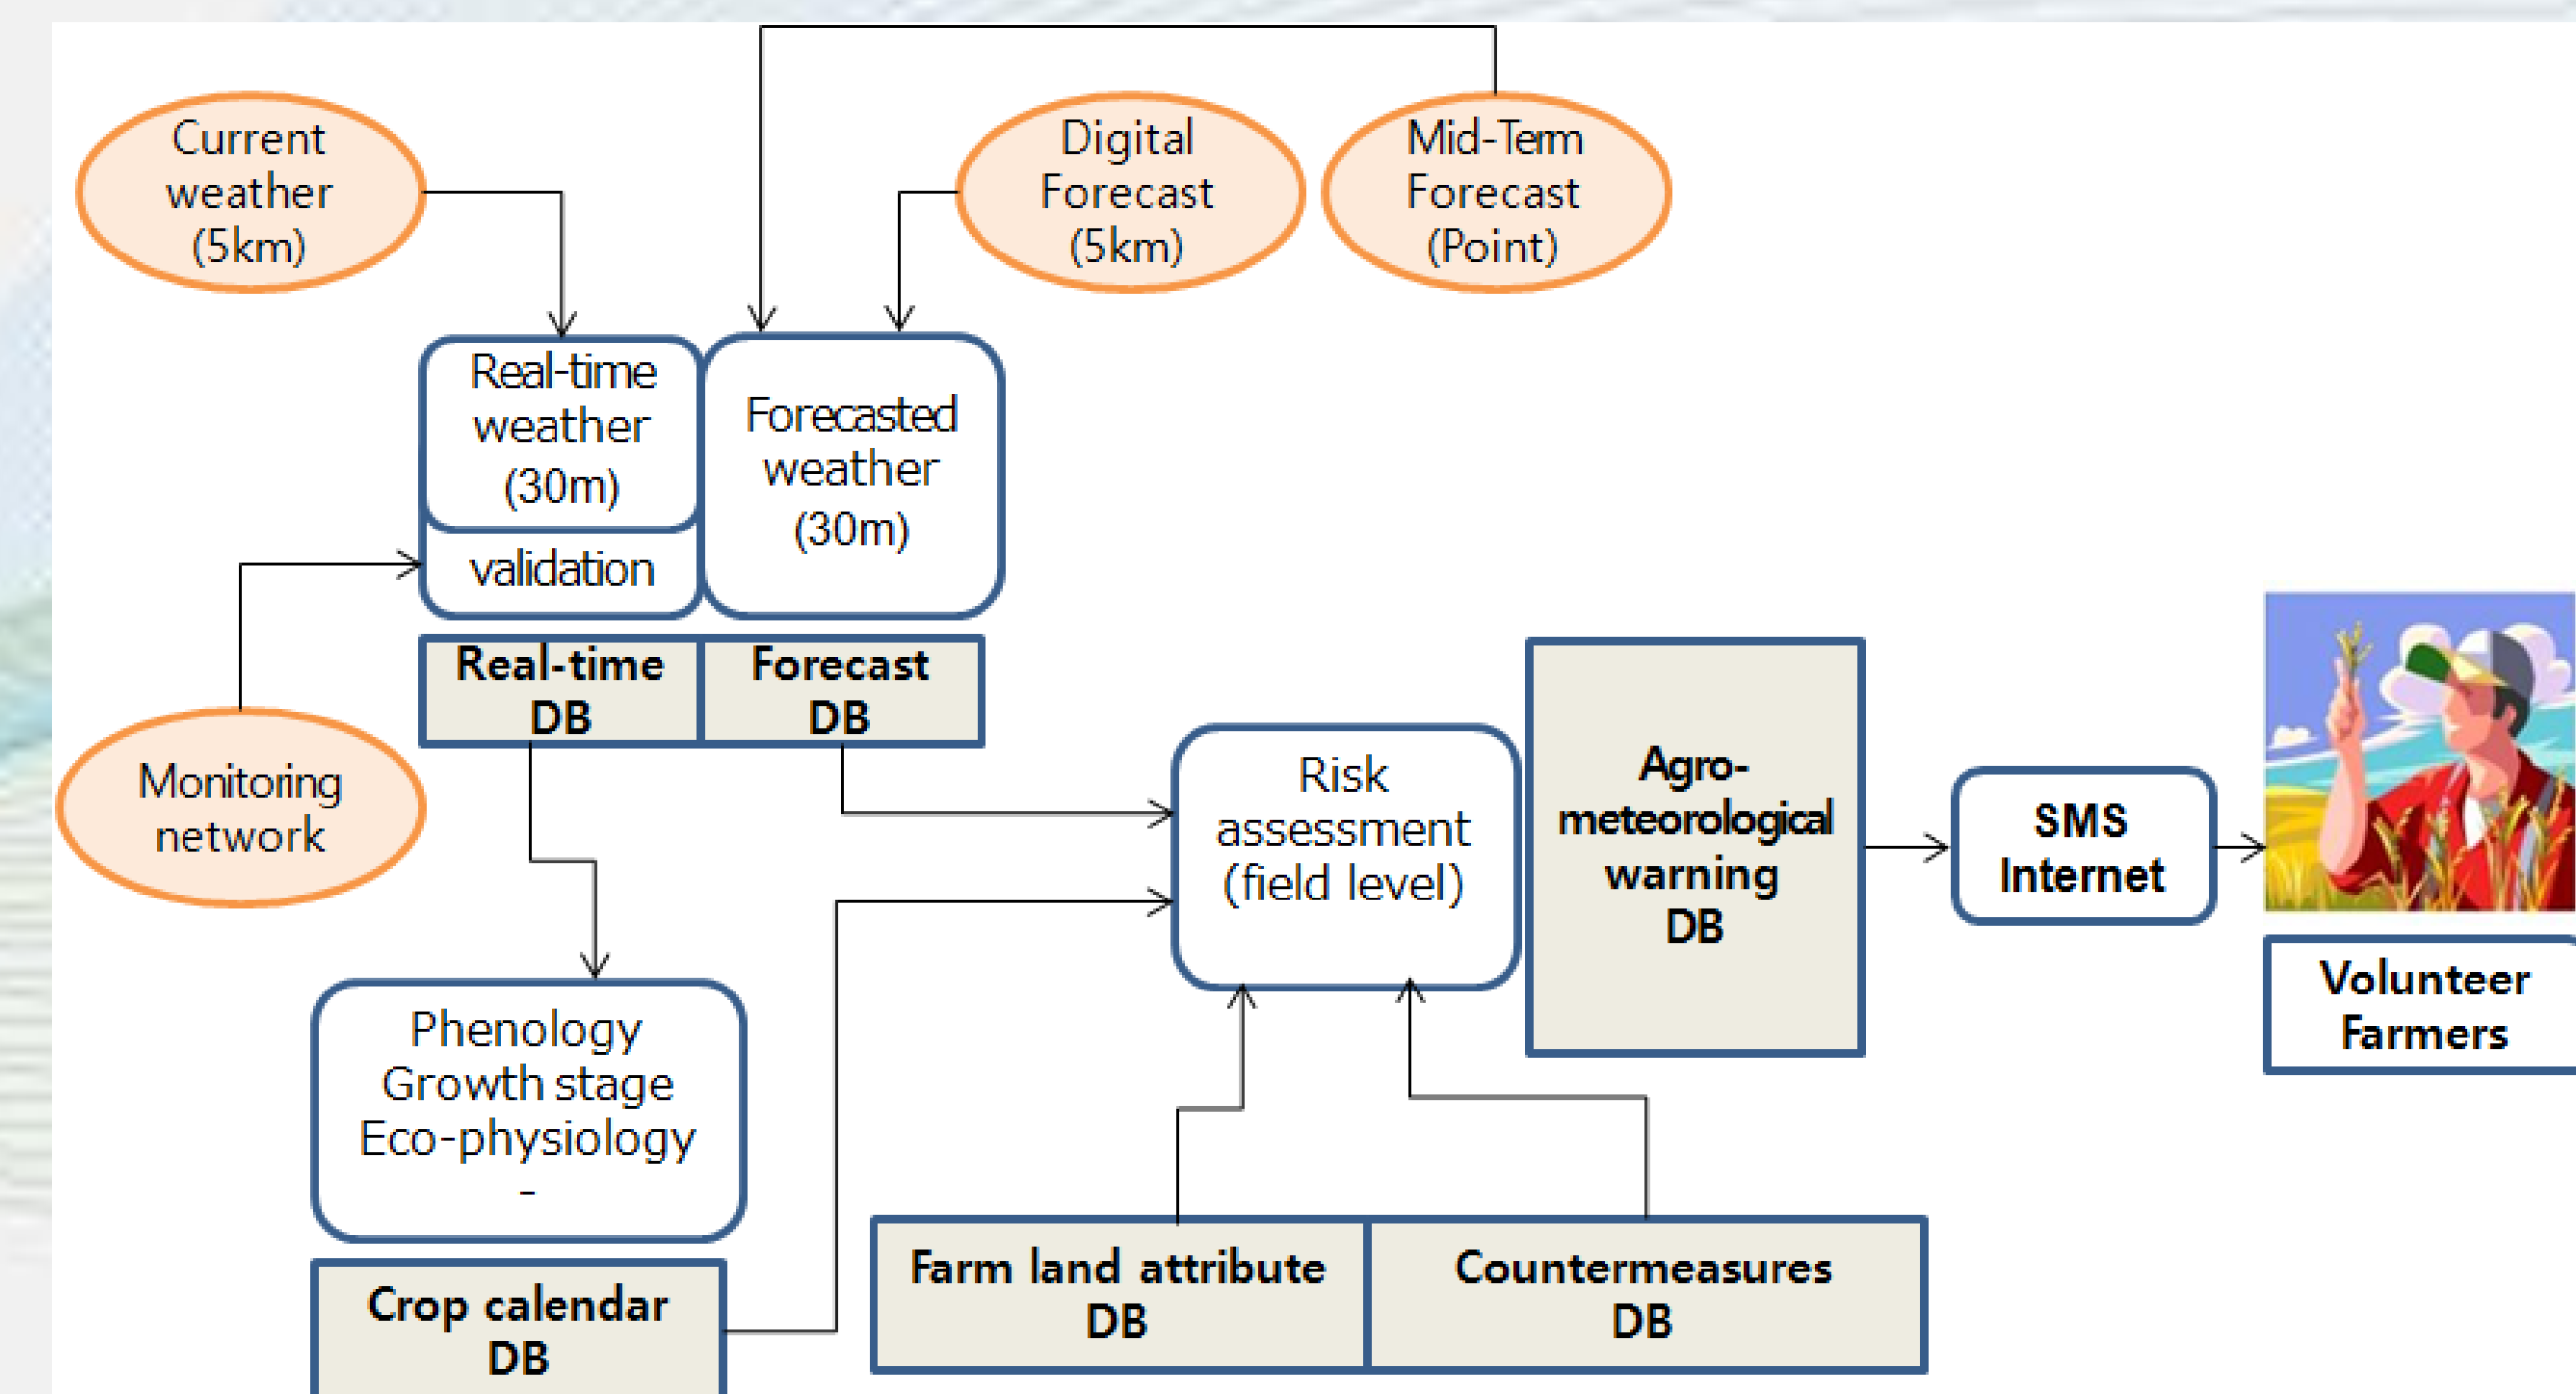 Current
weather
(5km)
Digital
Forecast
(5km)
Mid-Term
Forecast
(Point)
Real-time
weather
(30m)
validation
Forecasted
weather
(30m)
Real-time
DB
Forecast
DB
Monitoring
network
Risk
assessment
(field level)
Agro-
meteorological
warning
DB
SMS
Internet
Volunteer
Farmers
Phenology
Growth stage
Eco-physiology
-
Crop calendar
DB
Farm land attribute
DB
Countermeasures
DB